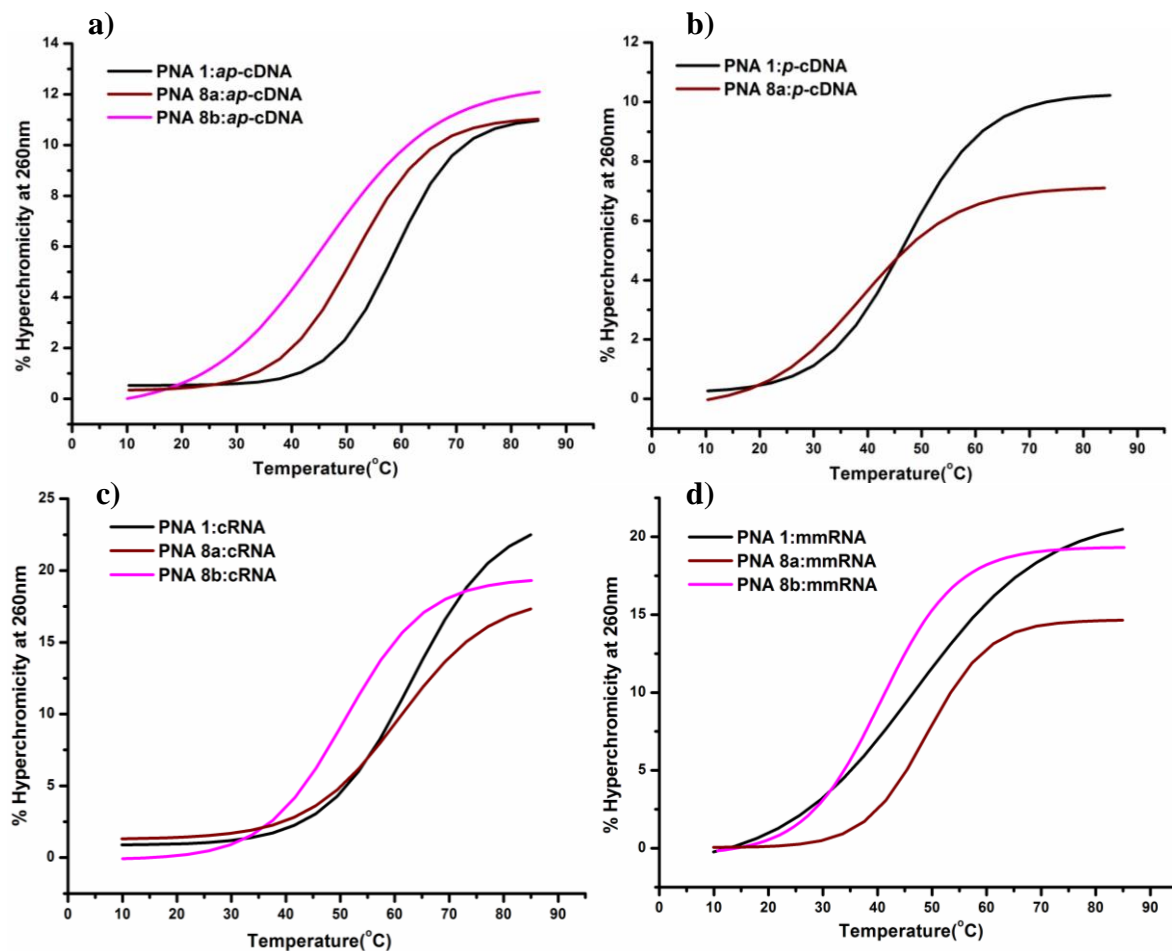 a)
14
12
10
8
6
4
2
0
% Hyperchromicity at 260nm
PNA 1:ap-cDNA
PNA 8a:ap-cDNA
PNA 8b:ap-cDNA
0 10 20 30 40 50 60 70 80 90
Temperature(°C)
b)
12
10
8
6
4
2
0
% Hyperchromicity at 260nm
PNA 1:p-cDNA
PNA 8a:p-cDNA
0 10 20 30 40 50 60 70 80 90
Temperature(°C)
c)
25
20
15
10
5
0
% Hyperchromicity at 260nm
PNA 1:cRNA
PNA 8a:cRNA
PNA 8b:cRNA
0 10 20 30 40 50 60 70 80 90
Temperature(°C)
d)
20
15
10
5
0
% Hyperchromicity at 260nm
PNA 1:mmRNA
PNA 8a:mmRNA
PNA 8b:mmRNA
0 10 20 30 40 50 60 70 80 90
Temperature(°C)